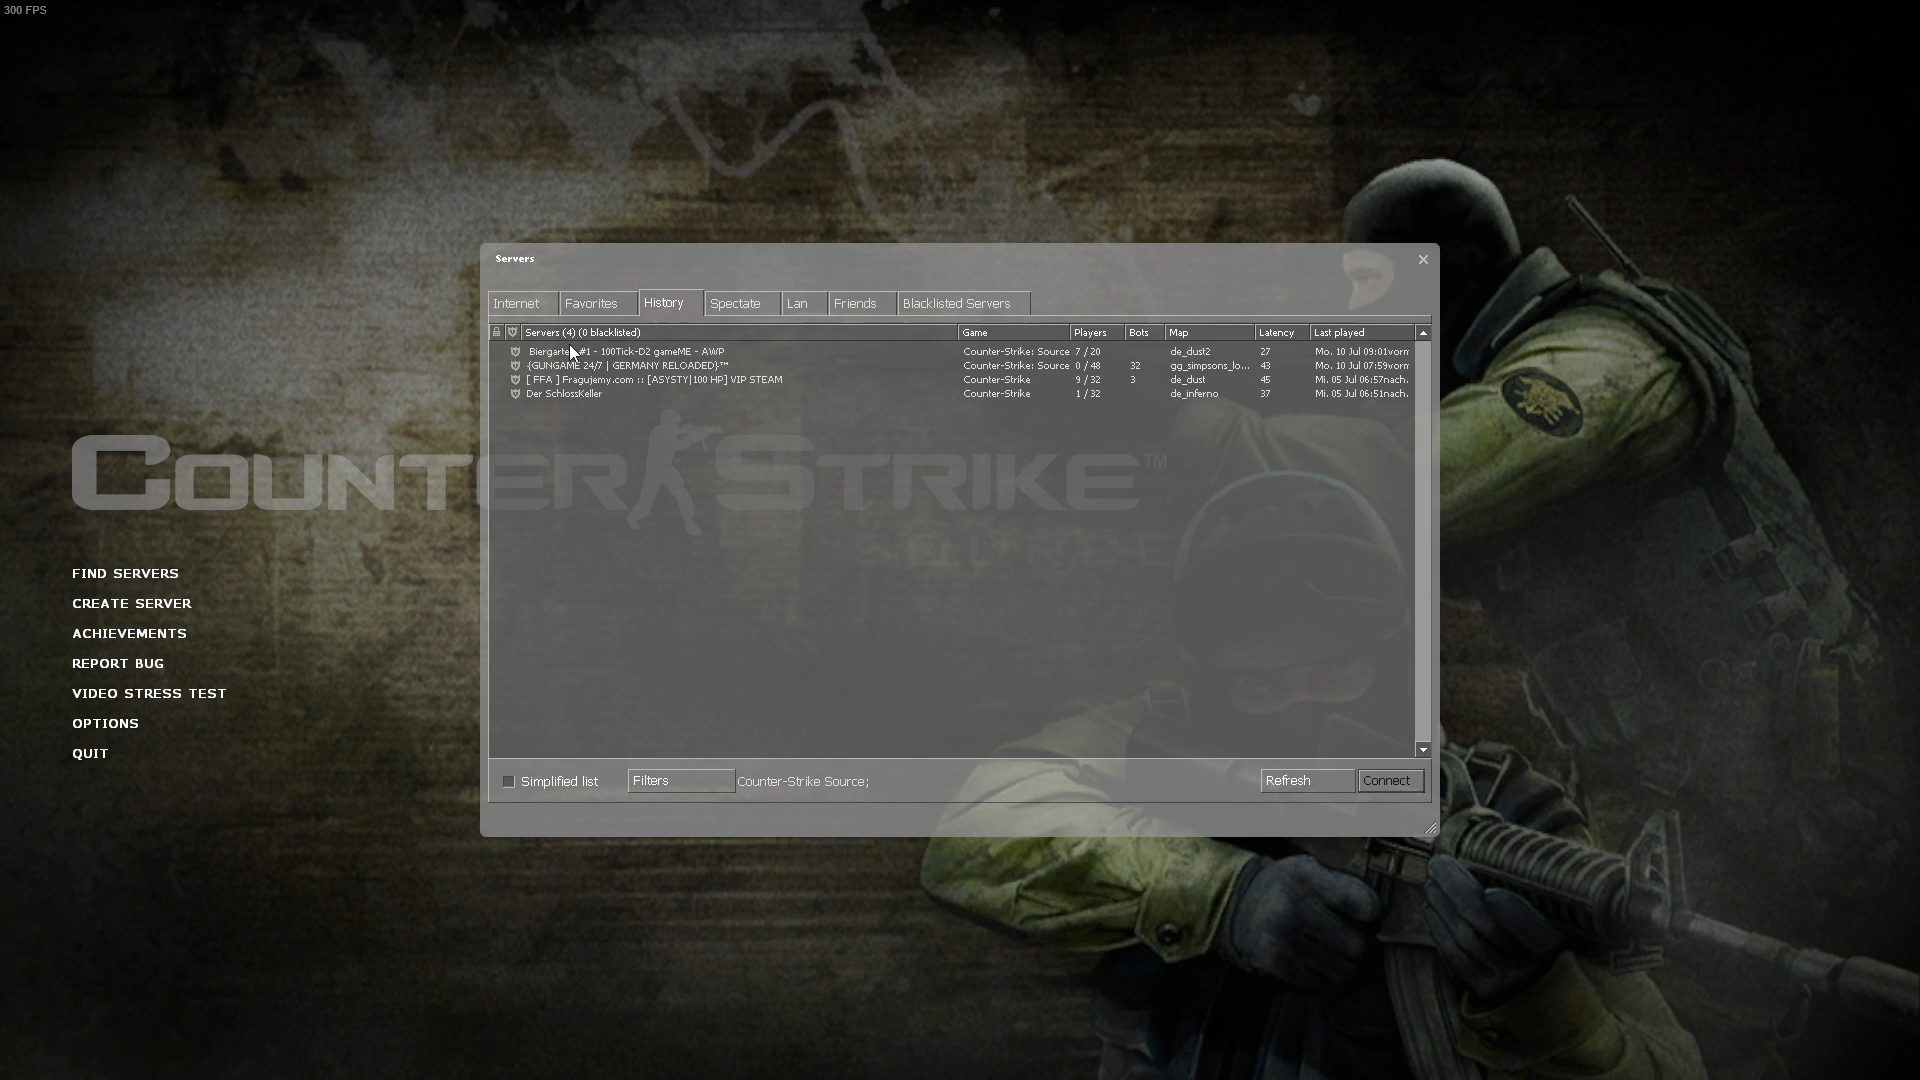 300 FPS
Servers
Internet Favorites History Spectate Lan Friends Blacklisted Servers
Servers (4) (0 blacklisted) Game Players Bots Map Latency Last played
#1 - 100Tick-D2 gameME - AWP Counter-Strike: Source 7 / 20 de_dust2 27 Mo. 10 Jul 09:01vorm
{GUNGAME 24/7 | GERMANY RELOADED}™ Counter-Strike: Source 0 / 48 32 gg_simpsons_lo... 43 Mo. 10 Jul 07:59vorm
[ FFA ] Fragujemy.com :: [ASYSTY|100 HP] VIP STEAM Counter-Strike 9 / 32 3 de_dust 45 Mi. 05 Jul 06:57nach.
Der SchlossKeller Counter-Strike 1 / 32 de_inferno 37 Mi. 05 Jul 06:51nach.
COUNTER STRIKE™
SOURCE
FIND SERVERS
CREATE SERVER
ACHIEVEMENTS
REPORT BUG
VIDEO STRESS TEST
OPTIONS
QUIT
Simplified list Filters Counter-Strike Source; Refresh Connect